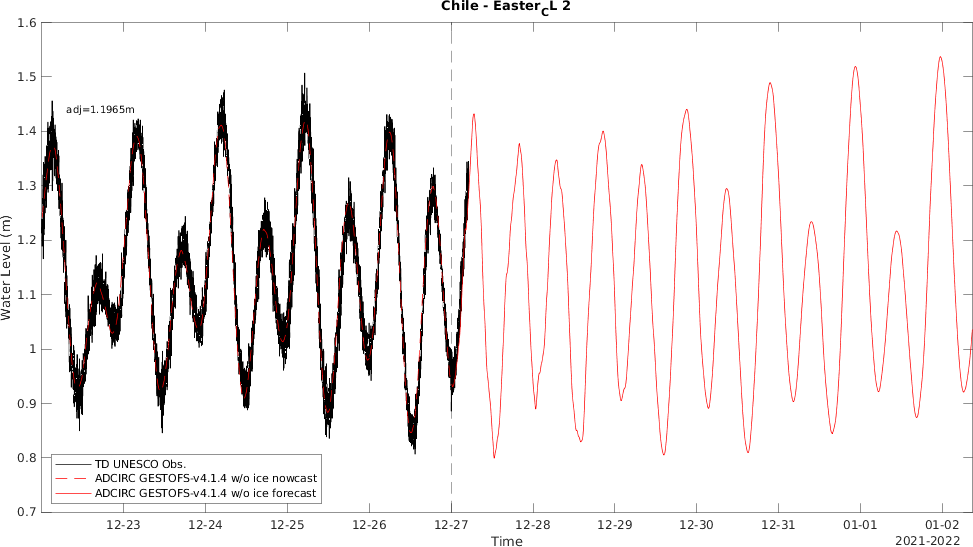 Chile - Easter_CL 2
1.6
1.5
1.4
1.3
1.2
1.1
1
0.9
0.8
0.7
Water Level (m)
adj=1.1965m
TD UNESCO Obs.
ADCIRC GESTOFS-v4.1.4 w/o ice nowcast
ADCIRC GESTOFS-v4.1.4 w/o ice forecast
12-23 12-24 12-25 12-26 12-27 12-28 12-29 12-30 12-31 01-01 01-02
Time
2021-2022